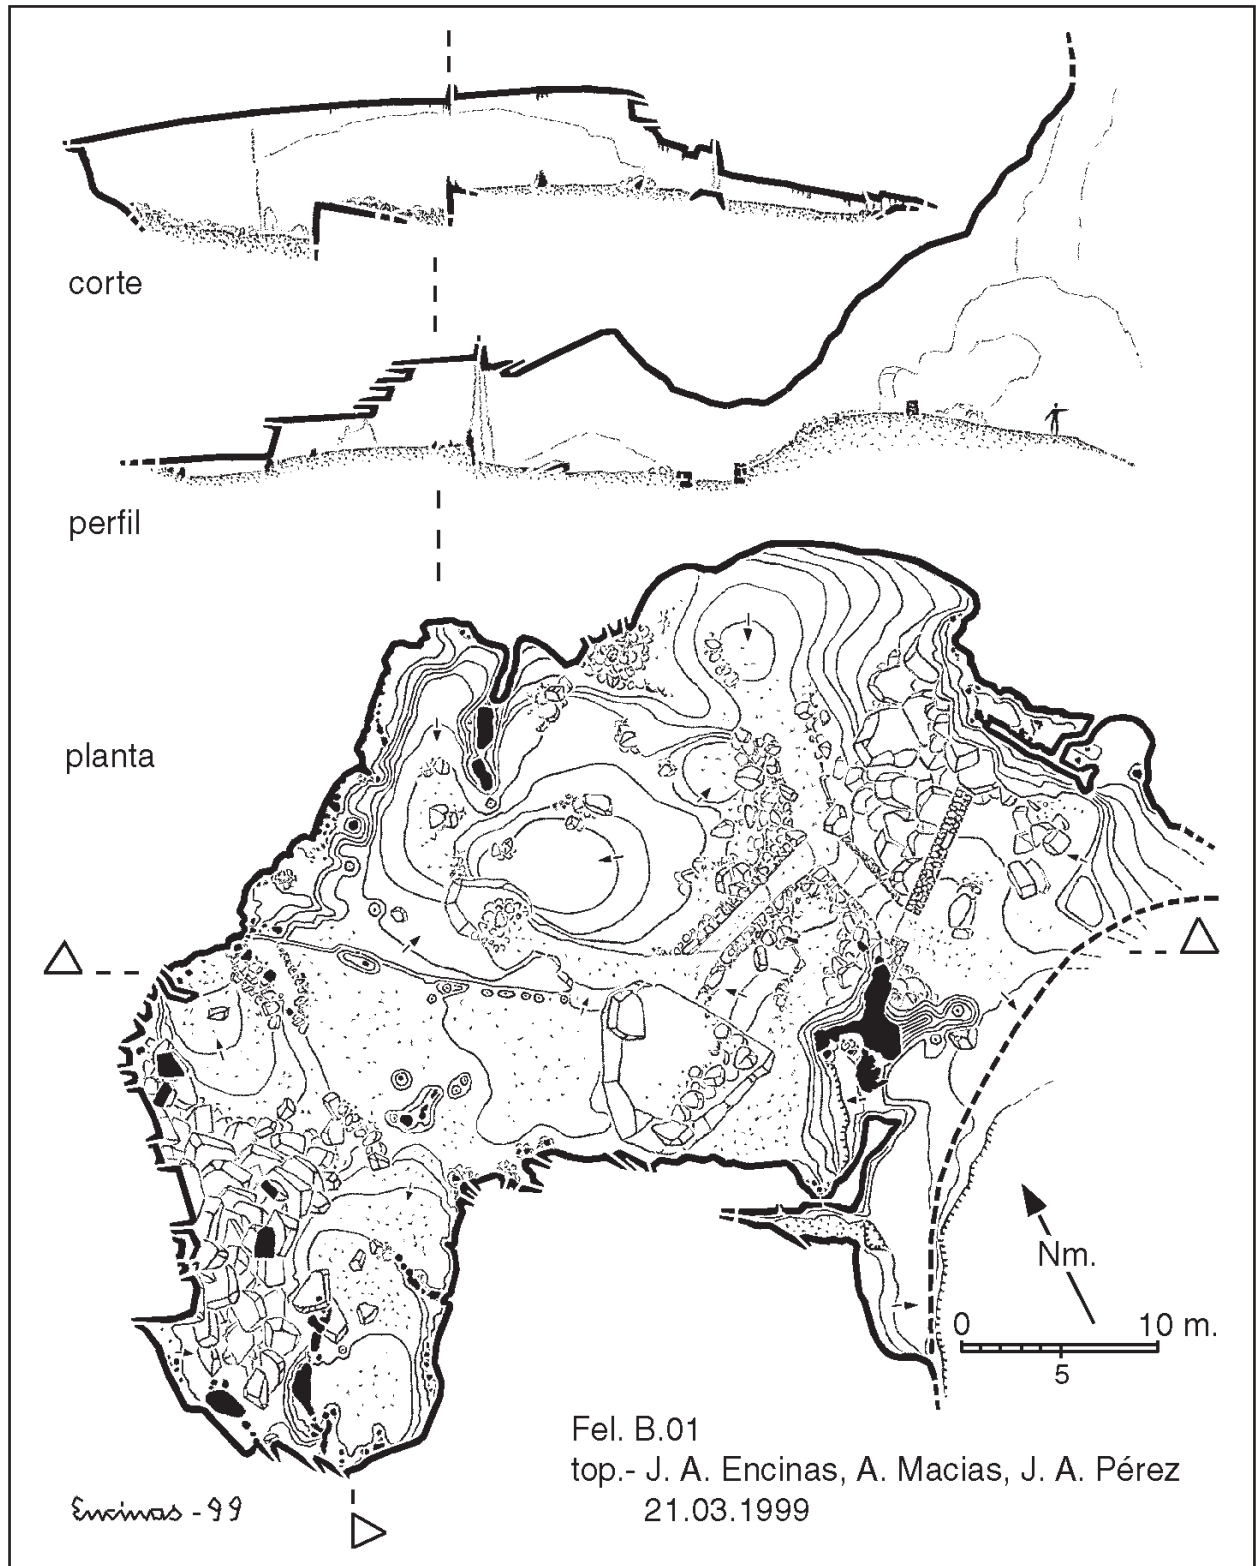 corte
perfil
planta
Nm.
0 10 m.
5
Fel. B.01
top.- J. A. Encinas, A. Macias, J. A. Pérez
21.03.1999
Encinas - 99